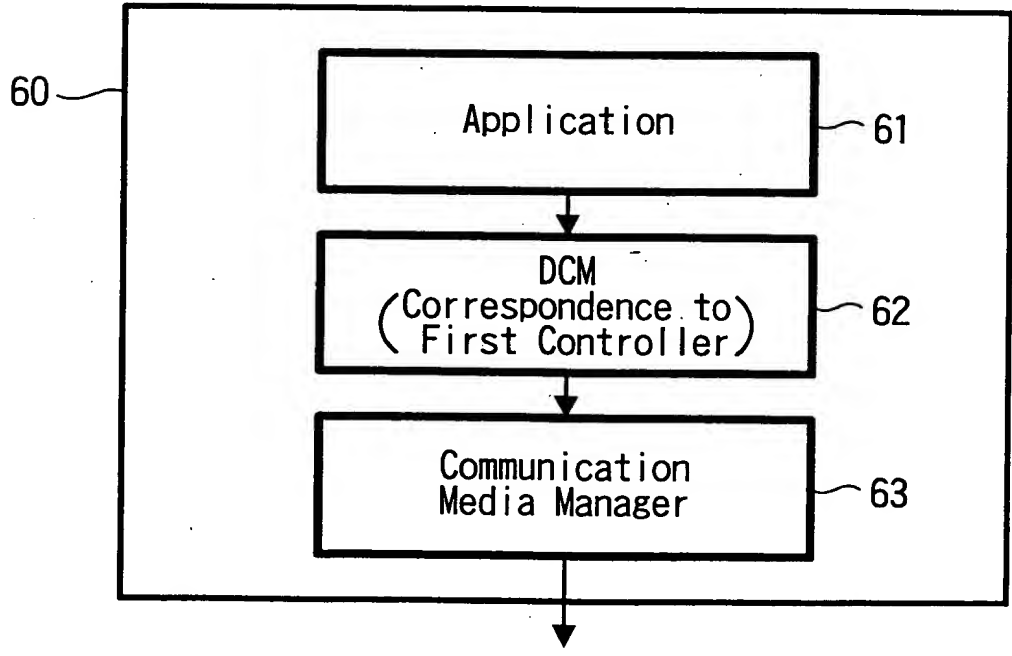 60
Application
61
DCM
(Correspondence to
First Controller)
62
Communication
Media Manager
63